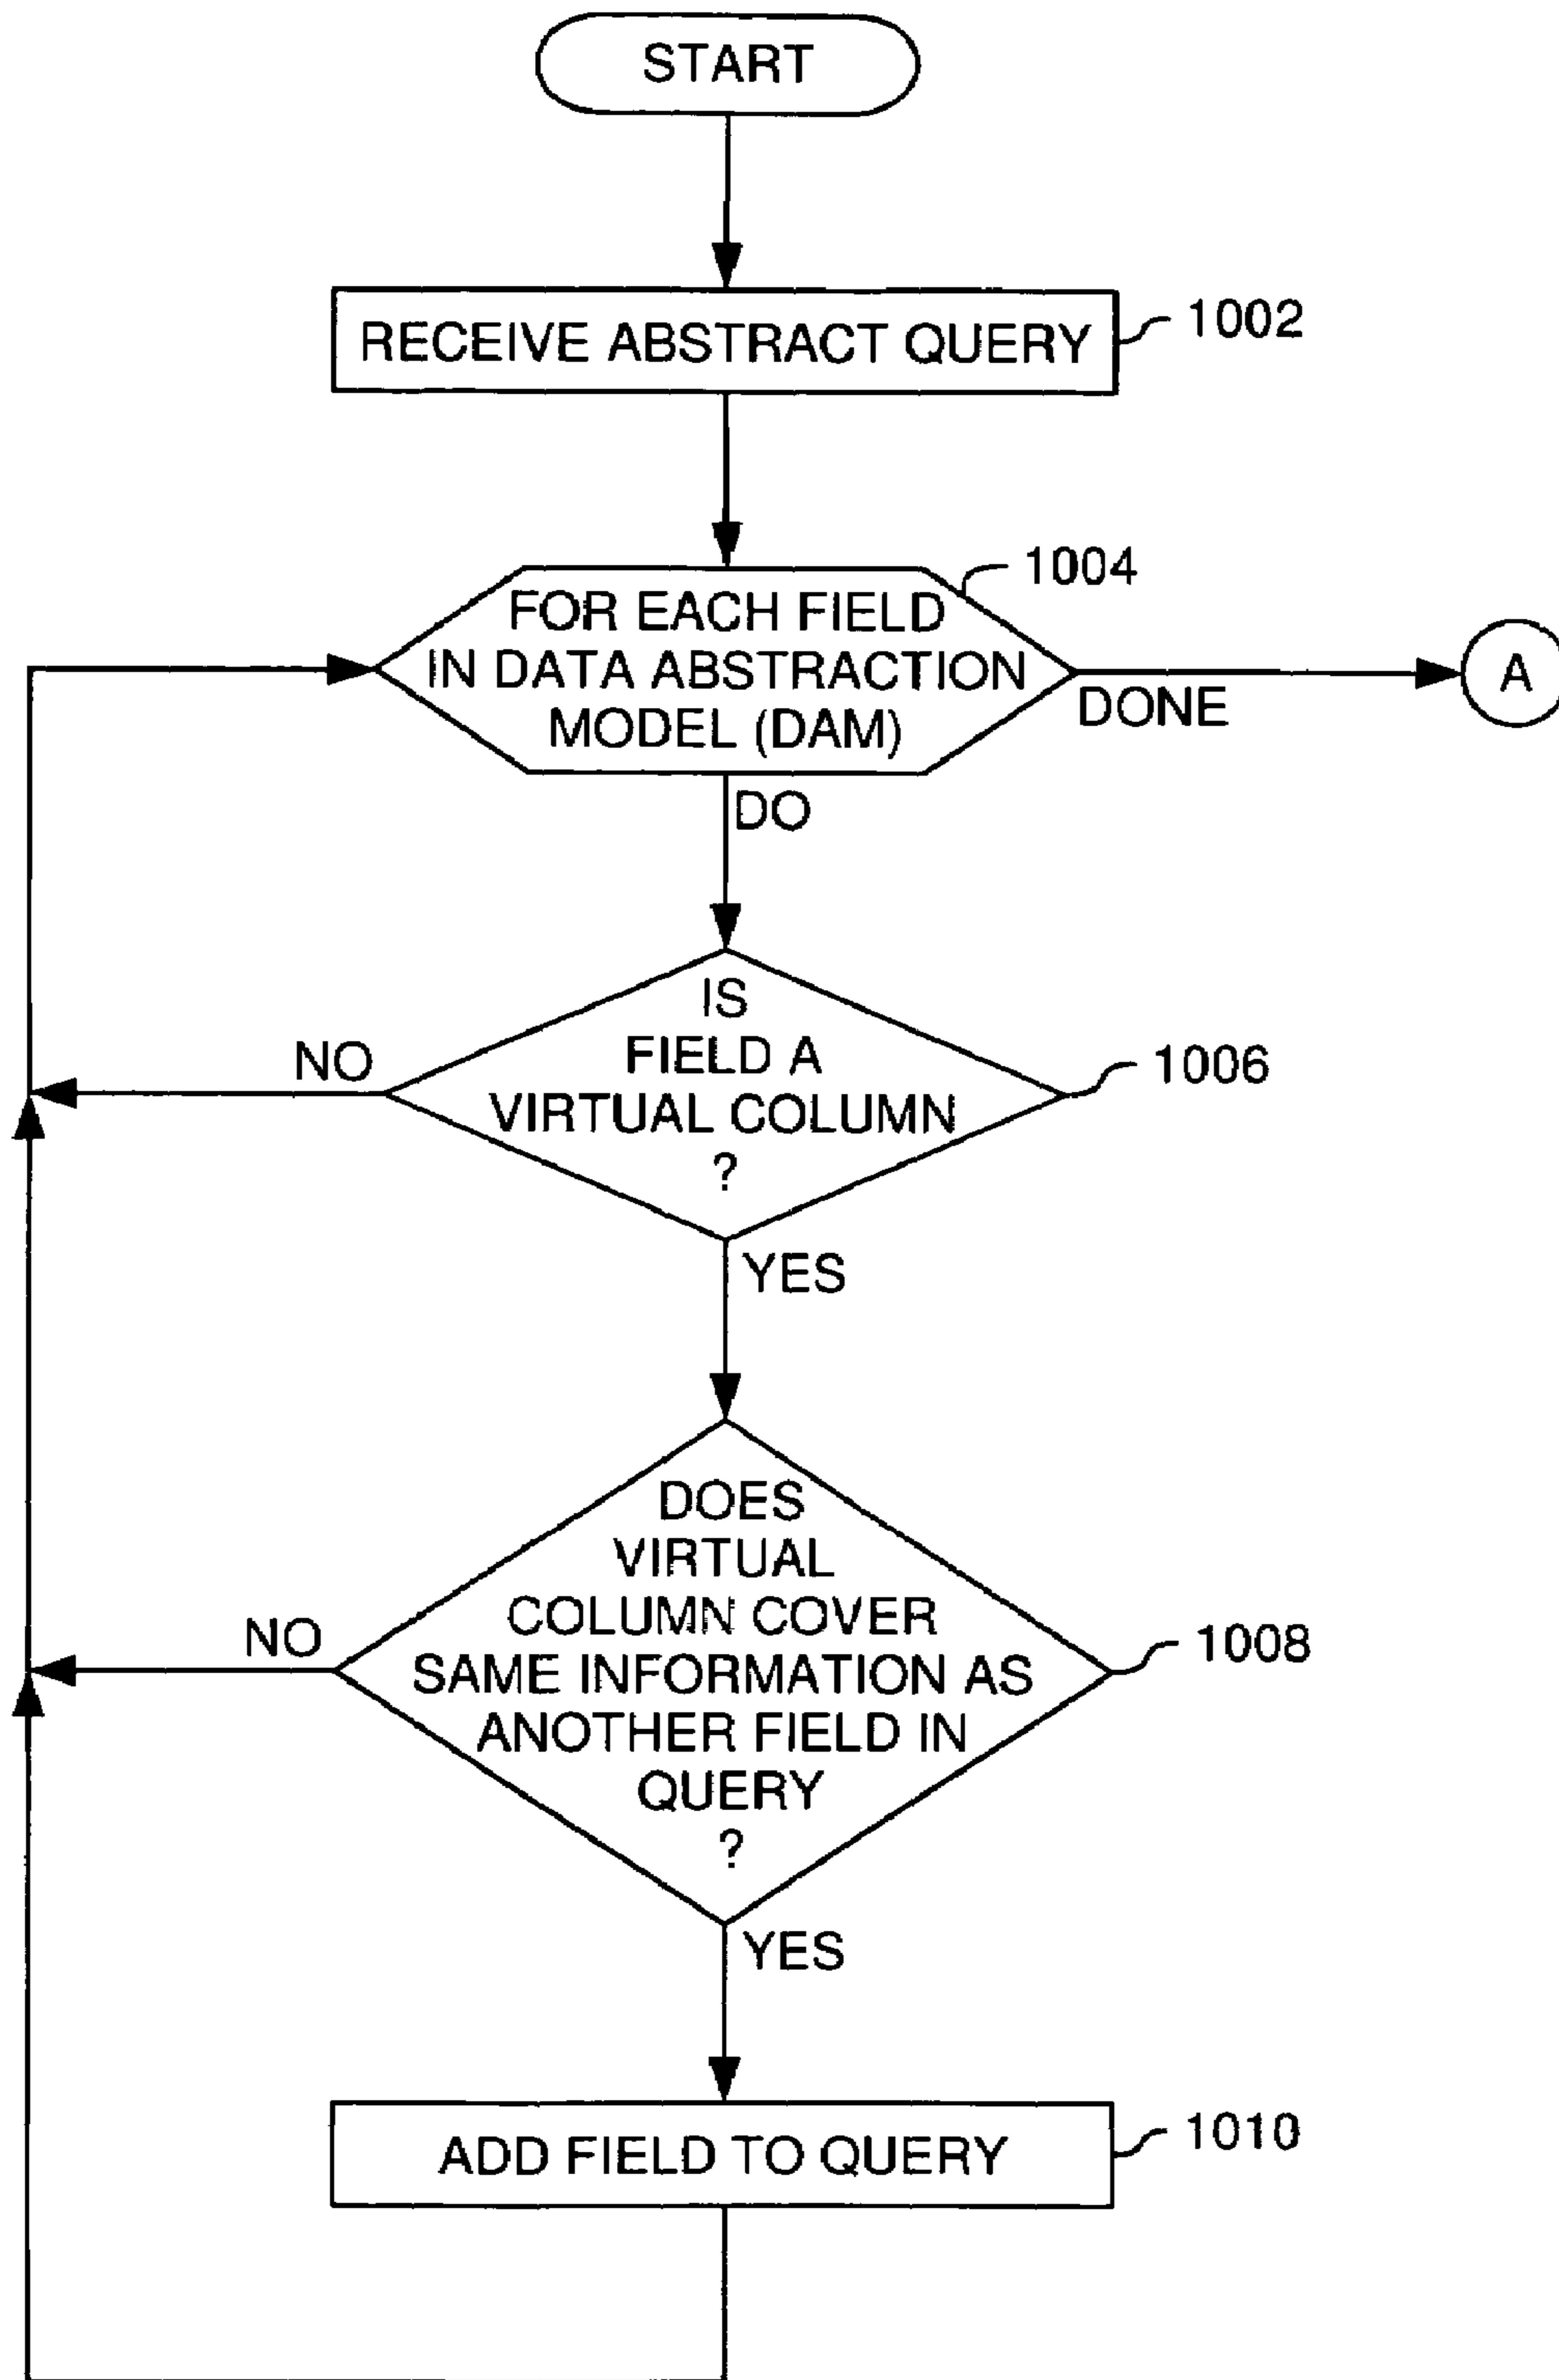 START
RECEIVE ABSTRACT QUERY
1002
1004
FOR EACH FIELD
IN DATA ABSTRACTION
MODEL (DAM)
DONE
A
DO
IS
FIELD A
VIRTUAL COLUMN
?
NO
1006
YES
DOES
VIRTUAL
COLUMN COVER
SAME INFORMATION AS
ANOTHER FIELD IN
QUERY
?
NO
1008
YES
ADD FIELD TO QUERY
1010